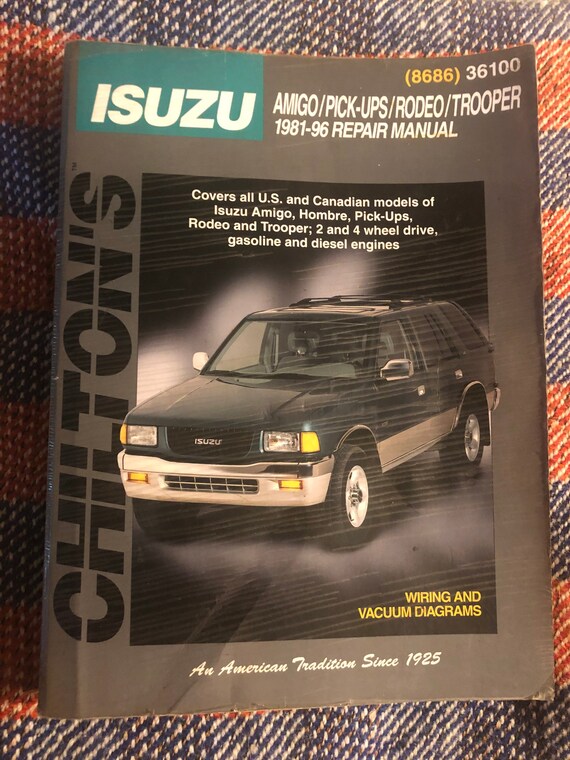 (8686) 36100
ISUZU
AMIGO/PICK-UPS/RODEO/TROOPER
1981-96 REPAIR MANUAL
CHILTON'S™
Covers all U.S. and Canadian models of
Isuzu Amigo, Hombre, Pick-Ups,
Rodeo and Trooper; 2 and 4 wheel drive,
gasoline and diesel engines
ISUZU
WIRING AND
VACUUM DIAGRAMS
An American Tradition Since 1925